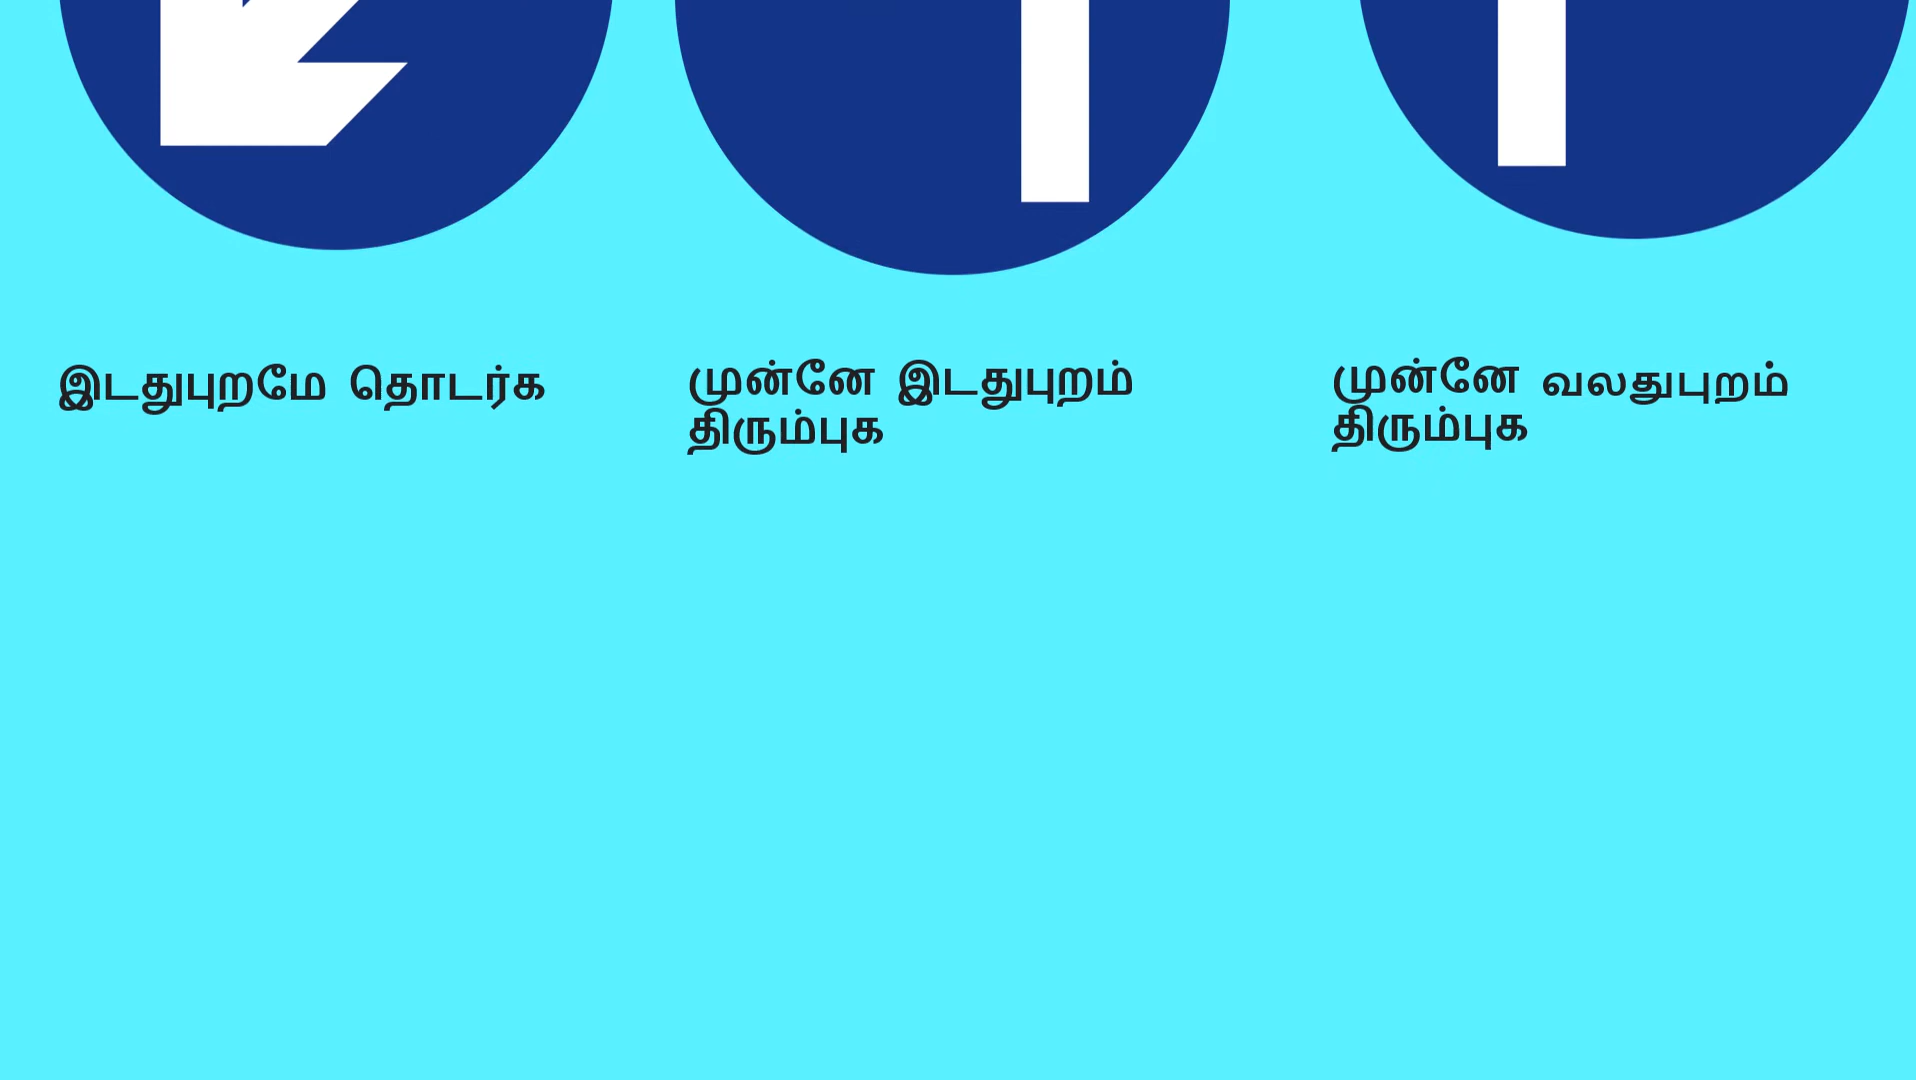 இடதுபுறமே தொடர்க
முன்னே இடதுபுறம்
திரும்புக
முன்னே வலதுபுறம்
திரும்புக